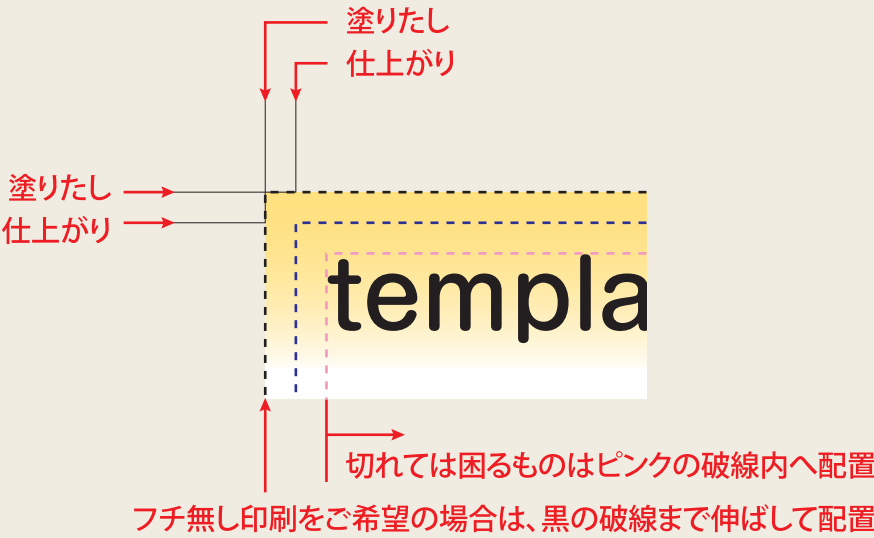 塗りたし
仕上がり
塗りたし
仕上がり
templa
切れては困るものはピンクの破線内へ配置
フチ無し印刷をご希望の場合は、黒の破線まで伸ばして配置